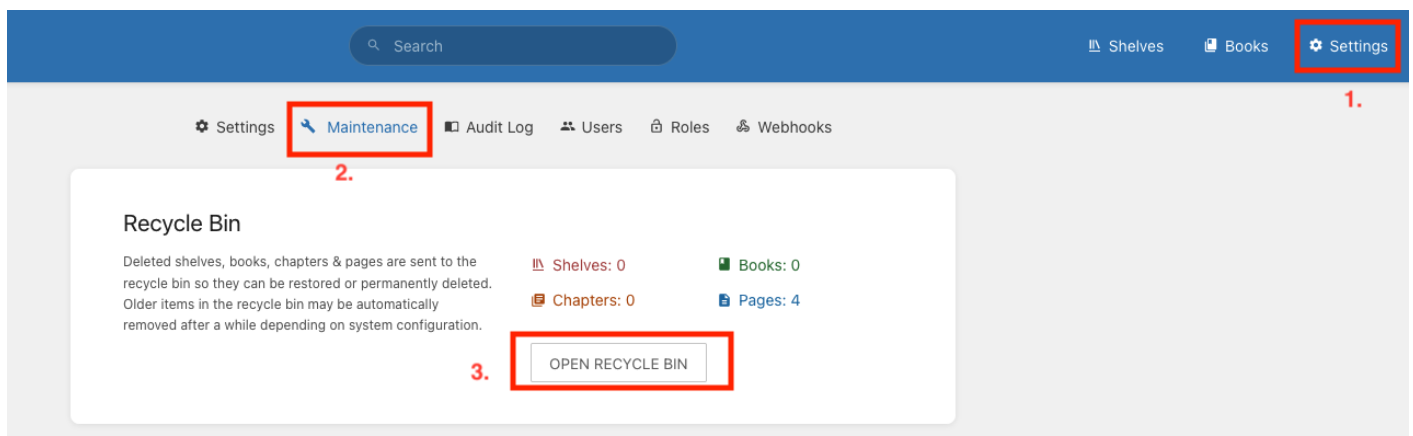 Search
Shelves
Books
Settings
1.
Settings
Maintenance
Audit Log
Users
Roles
Webhooks
2.
Recycle Bin
Deleted shelves, books, chapters & pages are sent to the
recycle bin so they can be restored or permanently deleted.
Older items in the recycle bin may be automatically
removed after a while depending on system configuration.
Shelves: 0
Books: 0
Chapters: 0
Pages: 4
3.
OPEN RECYCLE BIN